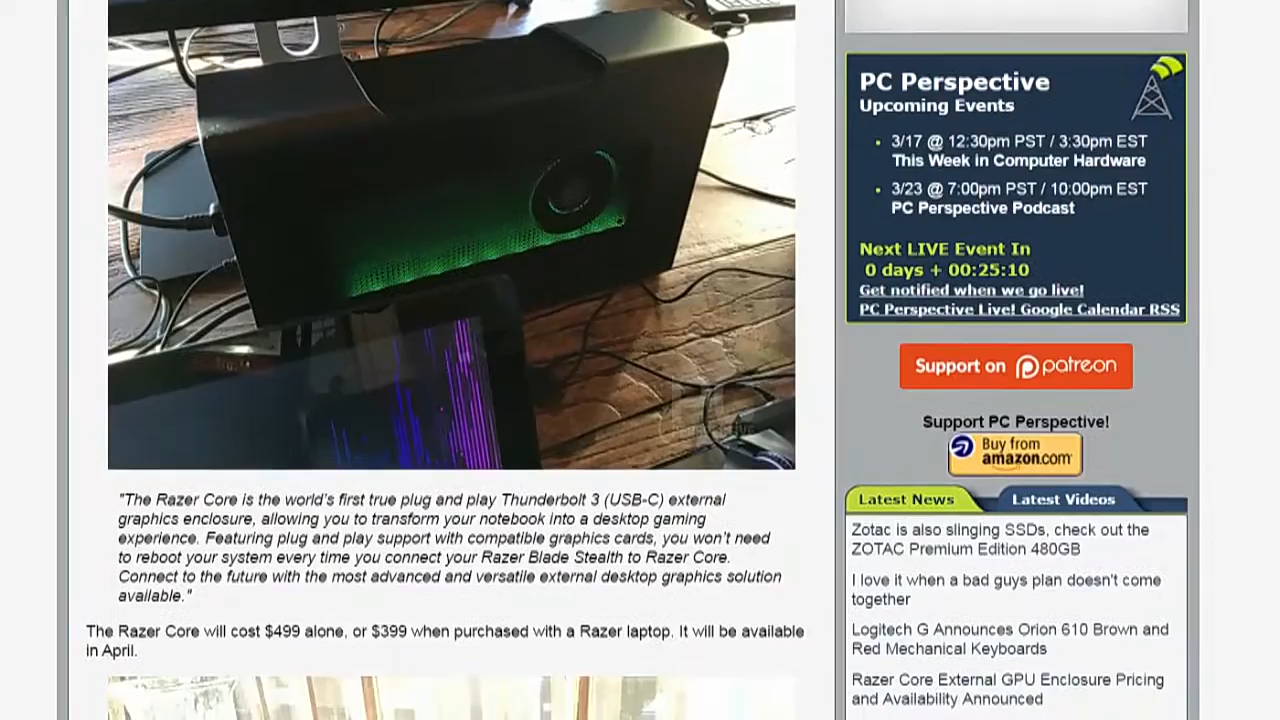 "The Razer Core is the world's first true plug and play Thunderbolt 3 (USB-C) external
graphics enclosure, allowing you to transform your notebook into a desktop gaming
experience. Featuring plug and play support with compatible graphics cards, you won't need
to reboot your system every time you connect your Razer Blade Stealth to Razer Core.
Connect to the future with the most advanced and versatile external desktop graphics solution
available."
The Razer Core will cost $499 alone, or $399 when purchased with a Razer laptop. It will be available
in April.
PC Perspective
Upcoming Events
3/17 @ 12:30pm PST / 3:30pm EST
This Week in Computer Hardware
3/23 @ 7:00pm PST / 10:00pm EST
PC Perspective Podcast
Next LIVE Event In
0 days + 00:25:10
Get notified when we go live!
PC Perspective Live! Google Calendar RSS
Support on patreon
Support PC Perspective!
Buy from
amazon.com
Latest News Latest Videos
Zotac is also slinging SSDs, check out the
ZOTAC Premium Edition 480GB
I love it when a bad guys plan doesn't come
together
Logitech G Announces Orion 610 Brown and
Red Mechanical Keyboards
Razer Core External GPU Enclosure Pricing
and Availability Announced